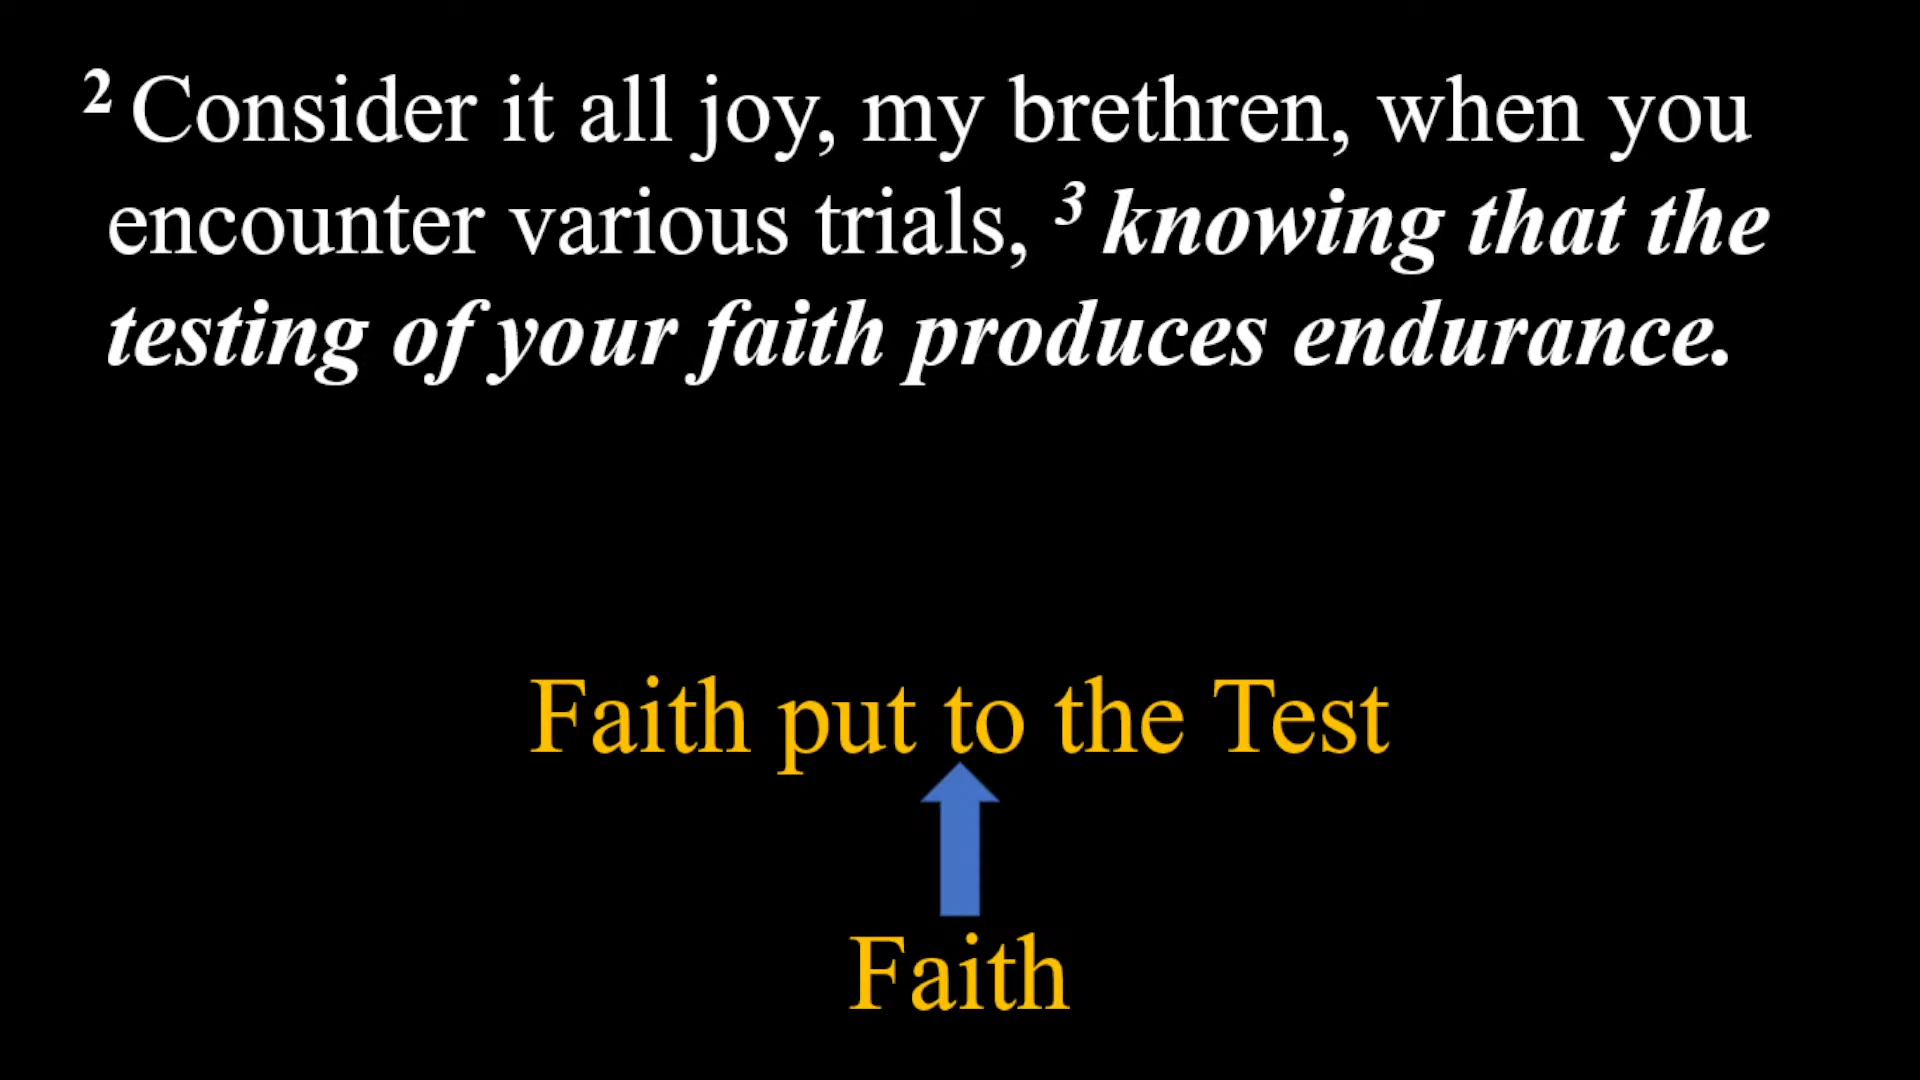 2 Consider it all joy, my brethren, when you
encounter various trials, 3 knowing that the
testing of your faith produces endurance.
Faith put to the Test
Faith